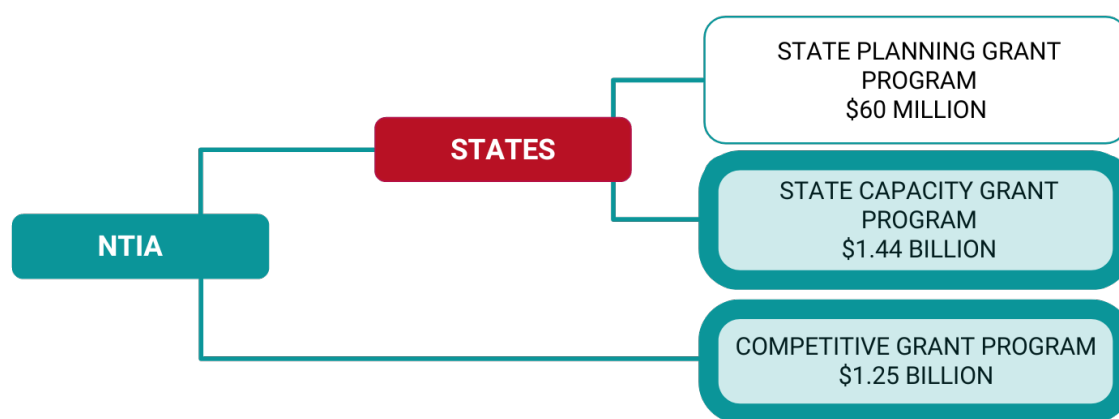 STATE PLANNING GRANT
PROGRAM
$60 MILLION
STATES
STATE CAPACITY GRANT
PROGRAM
$1.44 BILLION
NTIA
COMPETITIVE GRANT PROGRAM
$1.25 BILLION